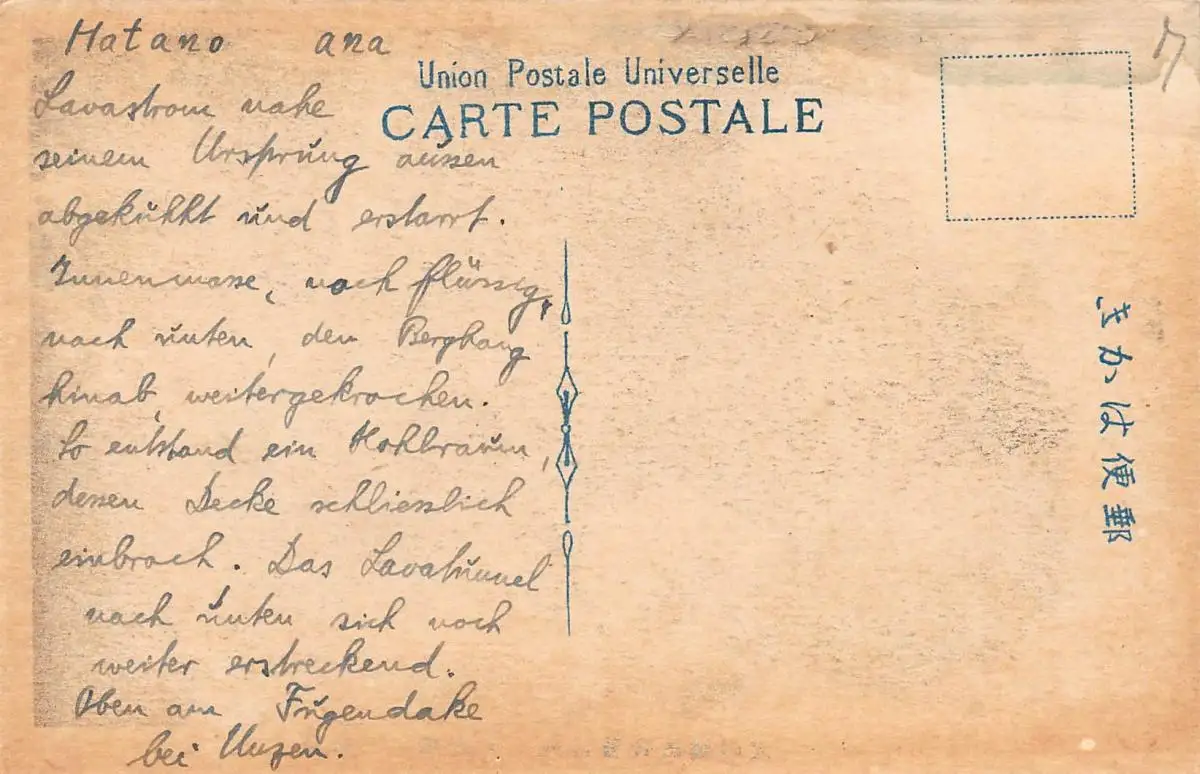 Hatano ana
Lavastrom nahe
seinem Ursprung aussen
abgekühlt und erstarrt.
Innenmasse, noch flüssig,
nach unten, den Berghang
hinab, weitergekrochen.
So entstand ein Hohlraum,
dessen Decke schliesslich
einbrach. Das Lavatunnel
nach unten sich noch
weiter erstreckend.
Oben am Fugendake
bei Unzen.
Union Postale Universelle
CARTE POSTALE
きかは便郵